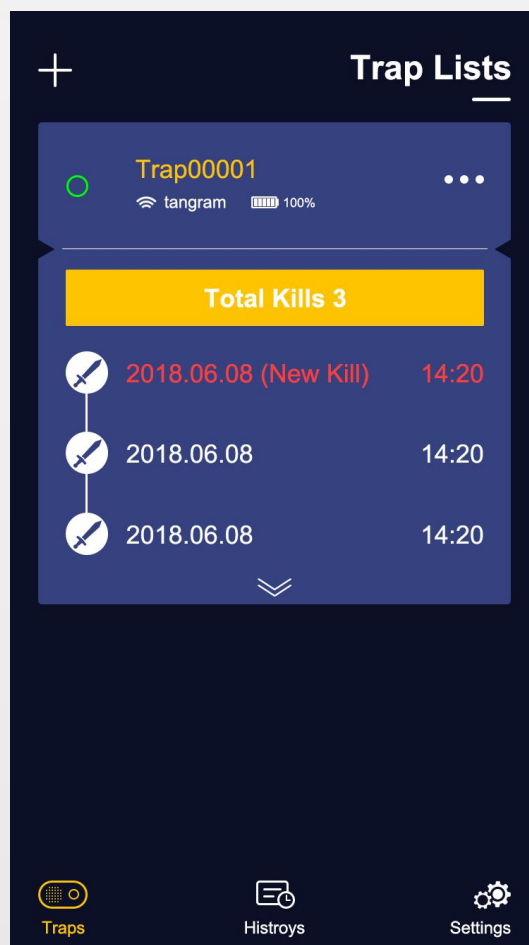 Trap Lists
Trap00001
tangram 100%
Total Kills 3
2018.06.08 (New Kill) 14:20
2018.06.08 14:20
2018.06.08 14:20
Traps Histroys Settings